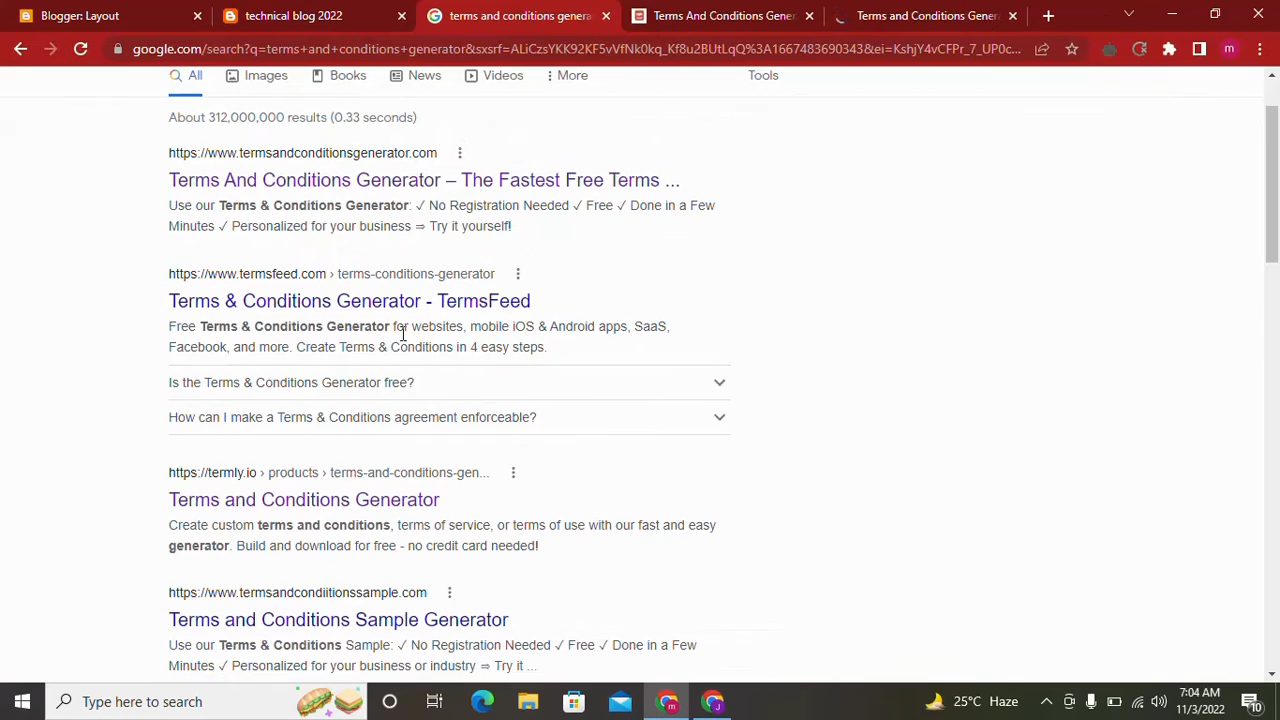 Blogger: Layout
technical blog 2022
terms and conditions genera
Terms And Conditions Gener
Terms and Conditions Gener
google.com/search?q=terms+and+conditions+generator&sxsrf=ALiCzsYKK92KF5vVfNk0kq_Kf8u2BUtLqQ%3A1667483690343&ei=KshjY4vCFPr_7_UP0c...
m
All
Images
Books
News
Videos
More
Tools
About 312,000,000 results (0.33 seconds)
https://www.termsandconditionsgenerator.com
Terms And Conditions Generator – The Fastest Free Terms ...
Use our Terms & Conditions Generator: ✓ No Registration Needed ✓ Free ✓ Done in a Few
Minutes ✓ Personalized for your business ⇒ Try it yourself!
https://www.termsfeed.com › terms-conditions-generator
Terms & Conditions Generator - TermsFeed
Free Terms & Conditions Generator for websites, mobile iOS & Android apps, SaaS,
Facebook, and more. Create Terms & Conditions in 4 easy steps.
Is the Terms & Conditions Generator free?
How can I make a Terms & Conditions agreement enforceable?
https://termly.io › products › terms-and-conditions-gen...
Terms and Conditions Generator
Create custom terms and conditions, terms of service, or terms of use with our fast and easy
generator. Build and download for free - no credit card needed!
https://www.termsandcondiitionssample.com
Terms and Conditions Sample Generator
Use our Terms & Conditions Sample: ✓ No Registration Needed ✓ Free ✓ Done in a Few
Minutes ✓ Personalized for your business or industry ⇒ Try it ...
Type here to search
m
J
25°C Haze
7:04 AM
11/3/2022
10